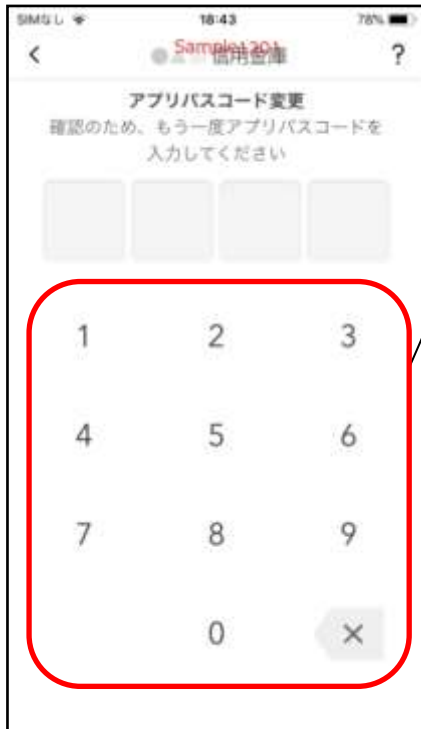 SIMなし 18:43 78%
< Sample1201 信用金庫 ?
アプリパスコード変更
確認のため、もう一度アプリパスコードを
入力してください
1 2 3
4 5 6
7 8 9
0 ×